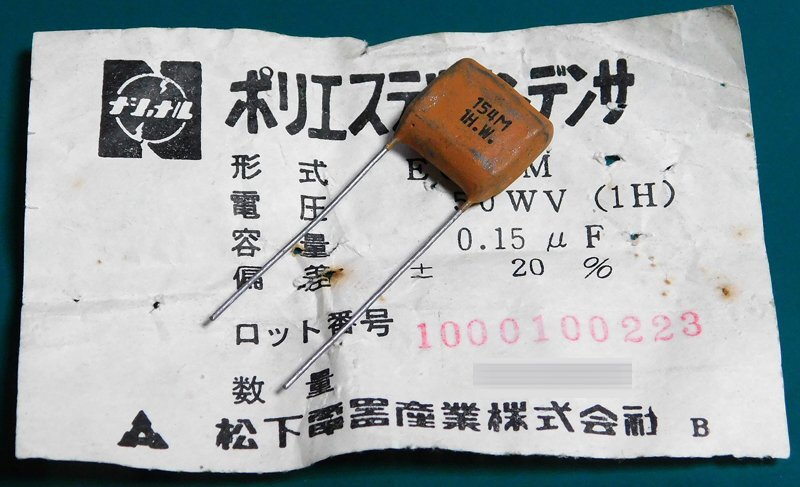 ナショナル
ポリエステ ンデンサ
154M
1H.W.
形式 E M
電圧 50WV (1H)
容量 0.15 μF
偏差 ± 20 %
ロット番号 1000100223
数量
松下電器産業株式会社 B